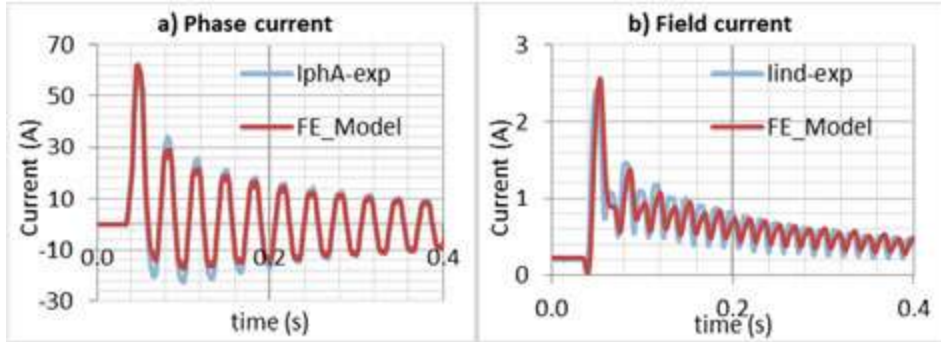 a) Phase current
70
50
30
10
-10
-30
Current (A)
IphA-exp
FE_Model
0.0
0.2
0.4
time (s)
b) Field current
3
2
1
0
Current (A)
Iind-exp
FE_Model
0.0
0.2
0.4
time (s)